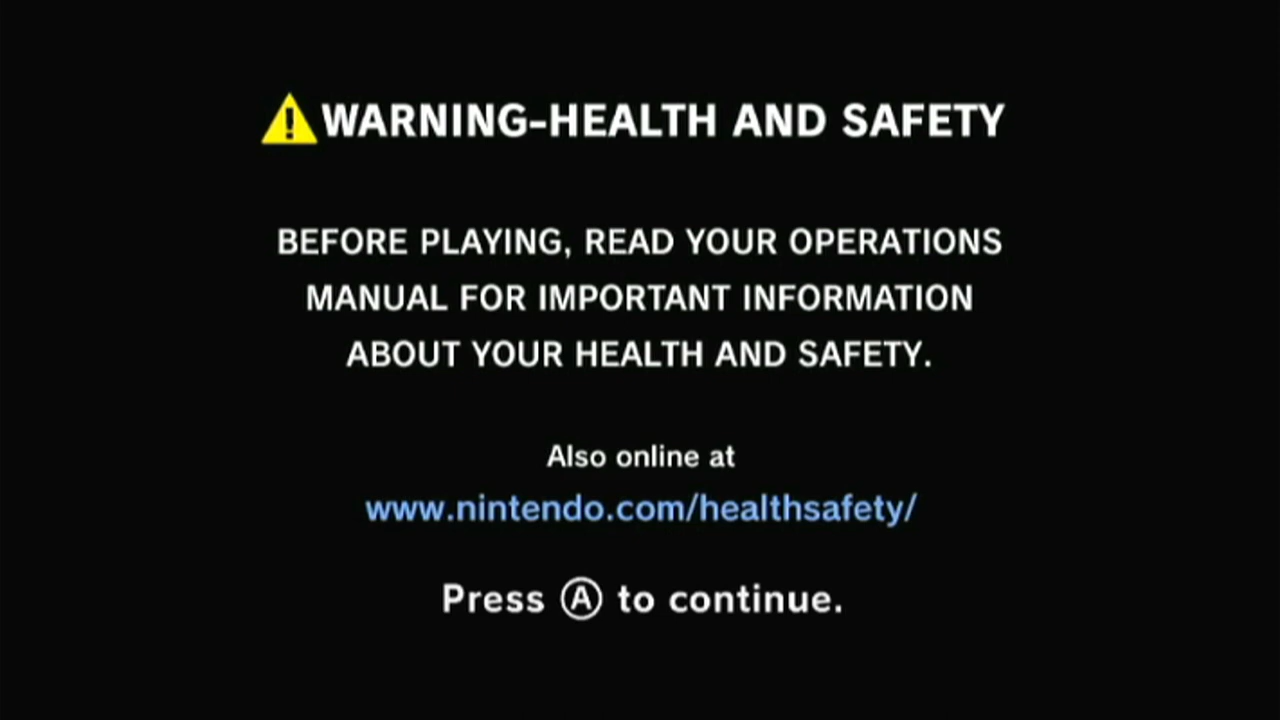 WARNING-HEALTH AND SAFETY
BEFORE PLAYING, READ YOUR OPERATIONS
MANUAL FOR IMPORTANT INFORMATION
ABOUT YOUR HEALTH AND SAFETY.
Also online at
www.nintendo.com/healthsafety/
Press Ⓐ to continue.